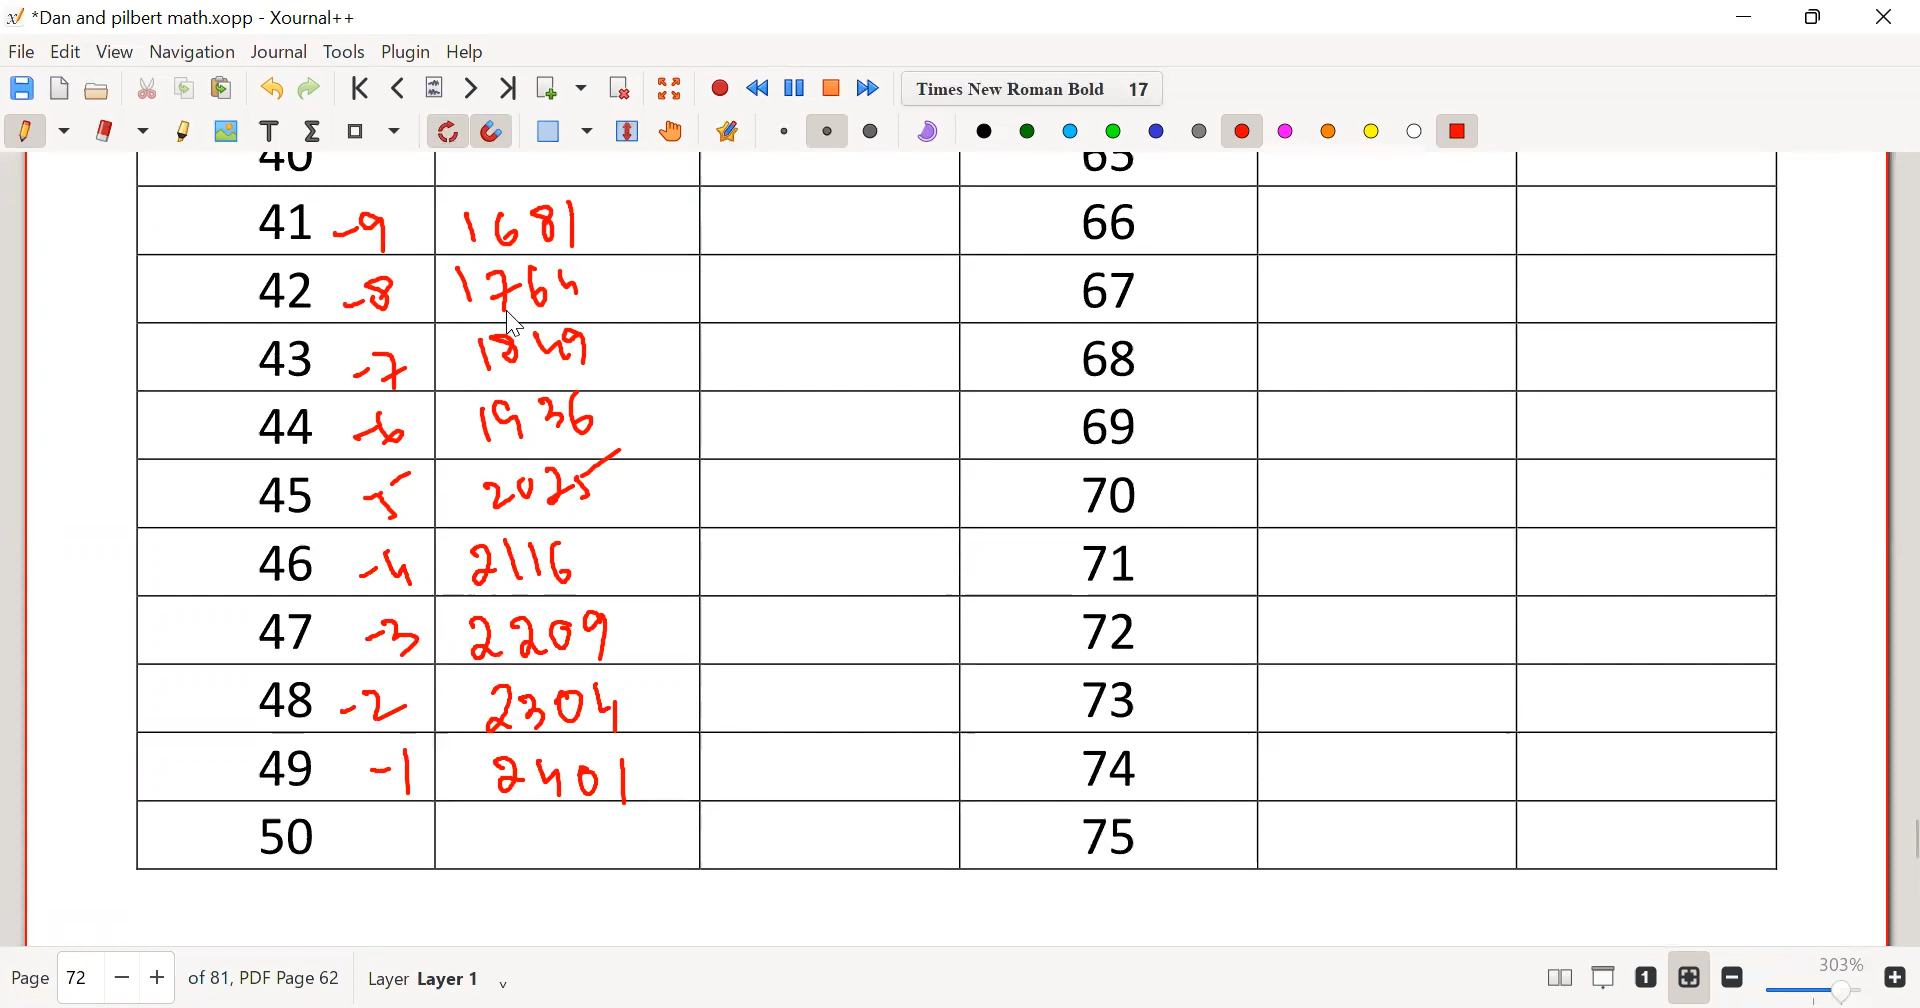 *Dan and pilbert math.xopp - Xournal++
File Edit View Navigation Journal Tools Plugin Help
Times New Roman Bold 17
40 65
41 -9 1681 66
42 -8 1764 67
43 -7 1849 68
44 -6 1936 69
45 -5 2025 70
46 -4 2116 71
47 -3 2209 72
48 -2 2304 73
49 -1 2401 74
50 75
Page 72 of 81, PDF Page 62 Layer Layer 1 303%